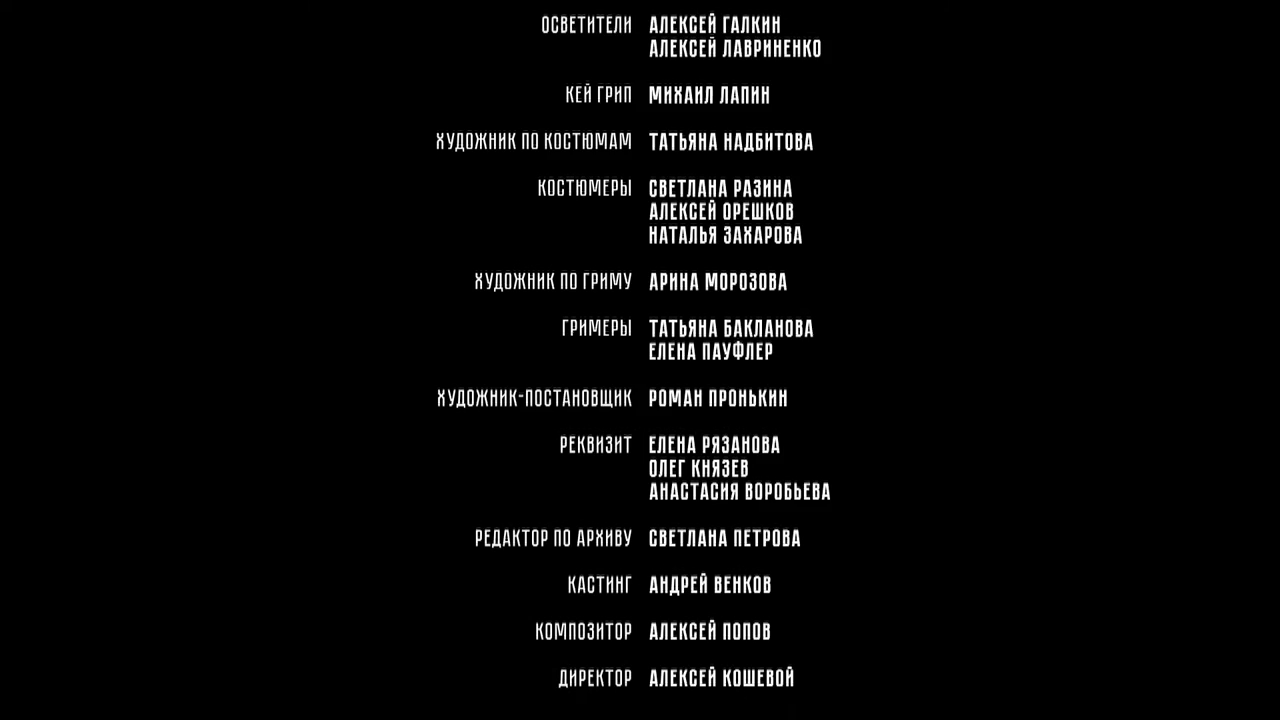 ОСВЕТИТЕЛИ АЛЕКСЕЙ ГАЛКИН
АЛЕКСЕЙ ЛАВРИНЕНКО
КЕЙ ГРИП МИХАИЛ ЛАПИН
ХУДОЖНИК ПО КОСТЮМАМ ТАТЬЯНА НАДБИТОВА
КОСТЮМЕРЫ СВЕТЛАНА РАЗИНА
АЛЕКСЕЙ ОРЕШКОВ
НАТАЛЬЯ ЗАХАРОВА
ХУДОЖНИК ПО ГРИМУ АРИНА МОРОЗОВА
ГРИМЕРЫ ТАТЬЯНА БАКЛАНОВА
ЕЛЕНА ПАУФЛЕР
ХУДОЖНИК-ПОСТАНОВЩИК РОМАН ПРОНЬКИН
РЕКВИЗИТ ЕЛЕНА РЯЗАНОВА
ОЛЕГ КНЯЗЕВ
АНАСТАСИЯ ВОРОБЬЕВА
РЕДАКТОР ПО АРХИВУ СВЕТЛАНА ПЕТРОВА
КАСТИНГ АНДРЕЙ ВЕНКОВ
КОМПОЗИТОР АЛЕКСЕЙ ПОПОВ
ДИРЕКТОР АЛЕКСЕЙ КОШЕВОЙ